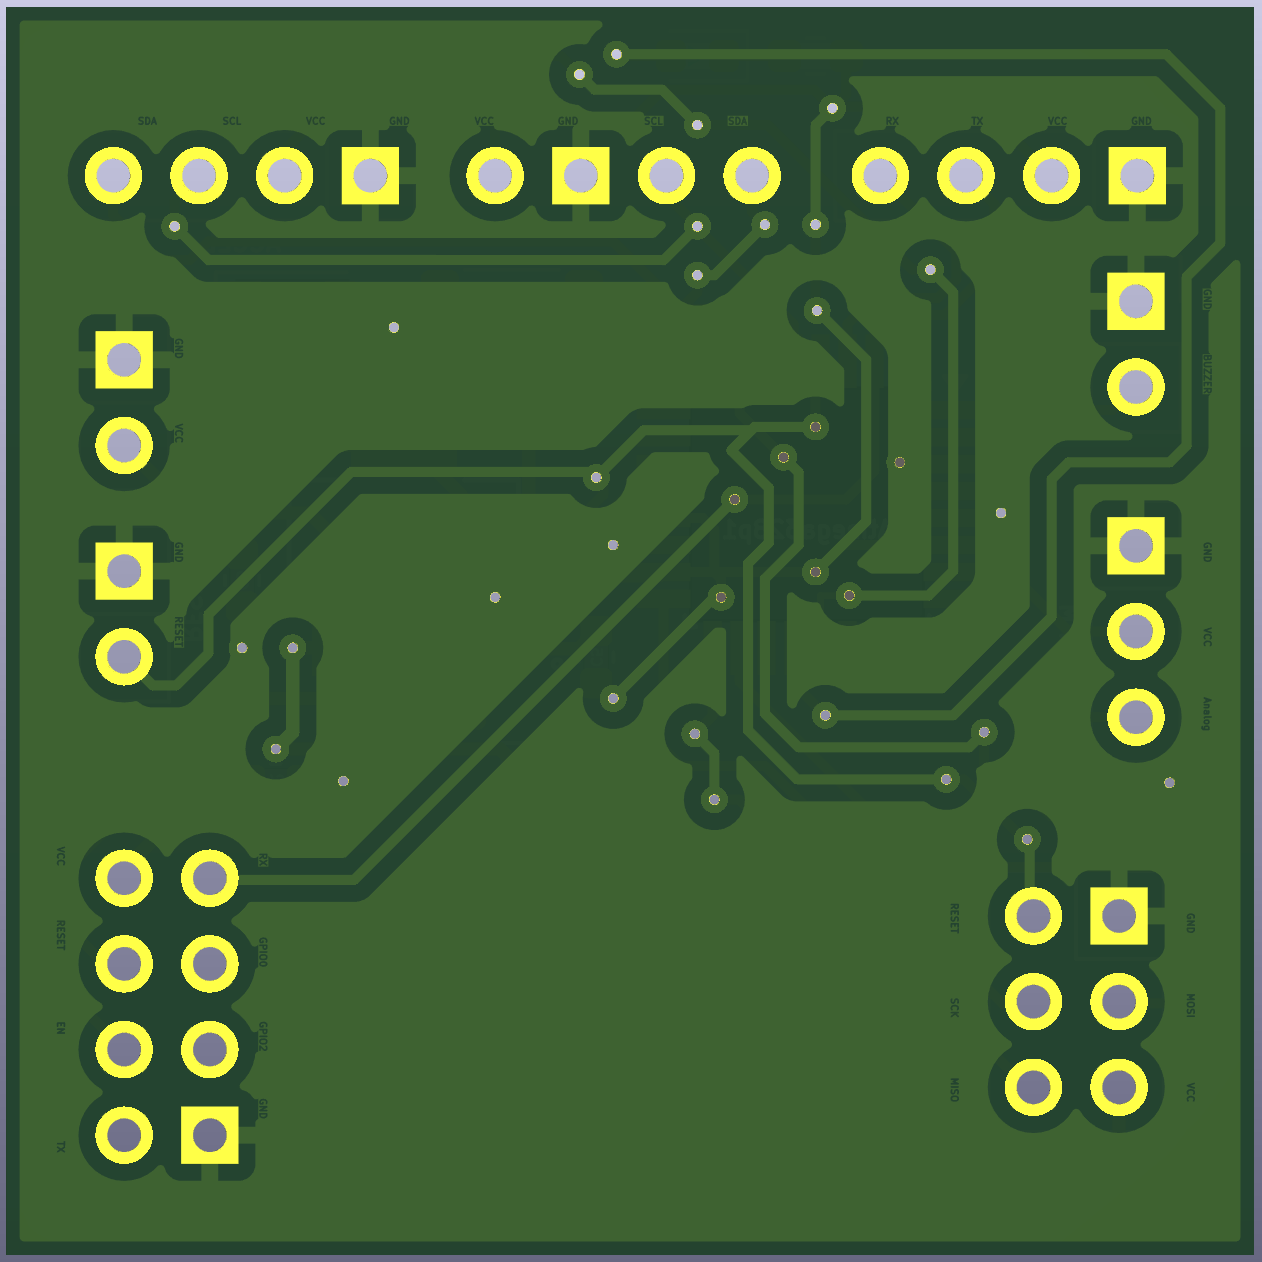 SDA SCL VCC GND VCC GND SCL SDA RX TX VCC GND
GND
VCC
GND
BUZZER
GND
RESET
GND
VCC
Analog
VCC
RX
RESET
GPIO0
EN
GPIO2
TX
GND
RESET
GND
SCK
MOSI
MISO
VCC